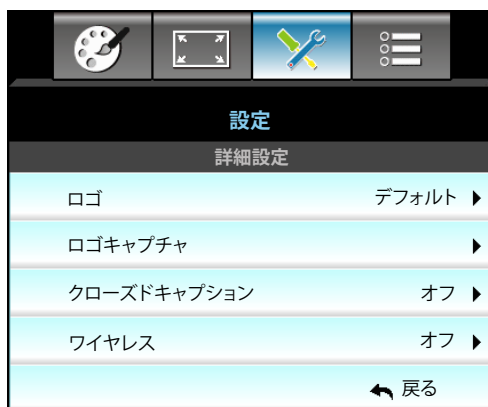 設定
詳細設定
ロゴ デフォルト
ロゴキャプチャ
クローズドキャプション オフ
ワイヤレス オフ
戻る